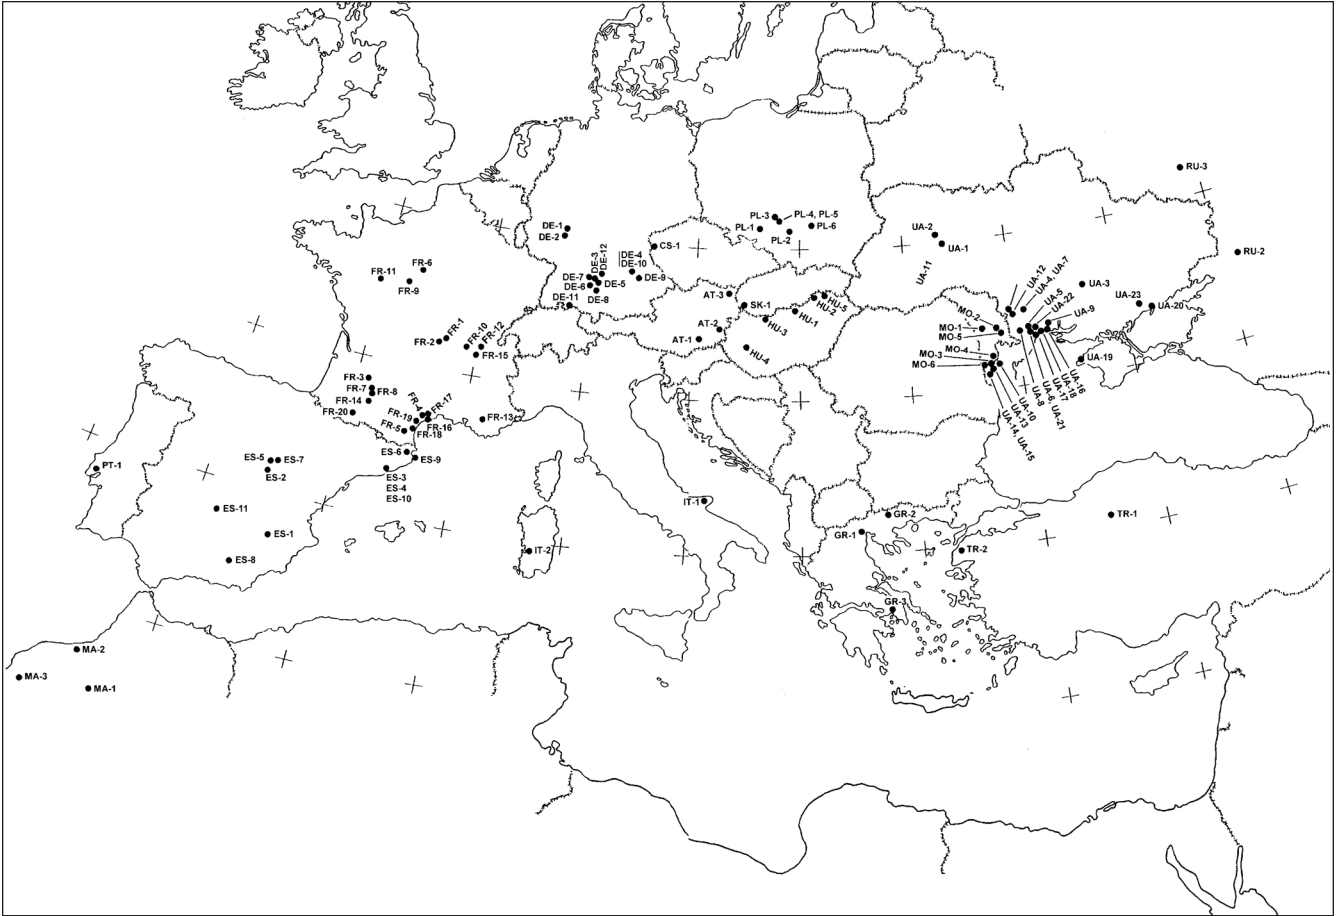 RU-3
PL-3
PL-4, PL-5
PL-1
PL-6
PL-2
DE-1
DE-2
UA-2
UA-1
CS-1
RU-2
DE-3
DE-12
DE-4
DE-10
FR-6
FR-11
FR-9
DE-7
DE-9
DE-6
DE-5
DE-8
DE-11
UA-11
UA-12
UA-4, UA-7
UA-5
UA-22
UA-9
UA-3
UA-23
UA-20
AT-3
SK-1
HU-5
HU-2
HU-1
HU-3
AT-2
AT-1
HU-4
MO-2
MO-1
MO-5
MO-4
MO-3
MO-6
UA-19
UA-16
UA-18
UA-17
UA-6, UA-21
UA-8
UA-10
UA-13
UA-14, UA-15
FR-1
FR-2
FR-10
FR-12
FR-15
FR-3
FR-7
FR-8
FR-14
FR-20
FR-4
FR-17
FR-19
FR-16
FR-5
FR-18
FR-13
ES-6
ES-9
ES-5
ES-7
ES-2
ES-3
ES-4
ES-10
PT-1
ES-11
ES-1
ES-8
IT-1
IT-2
GR-2
GR-1
TR-1
TR-2
GR-3
MA-2
MA-3
MA-1